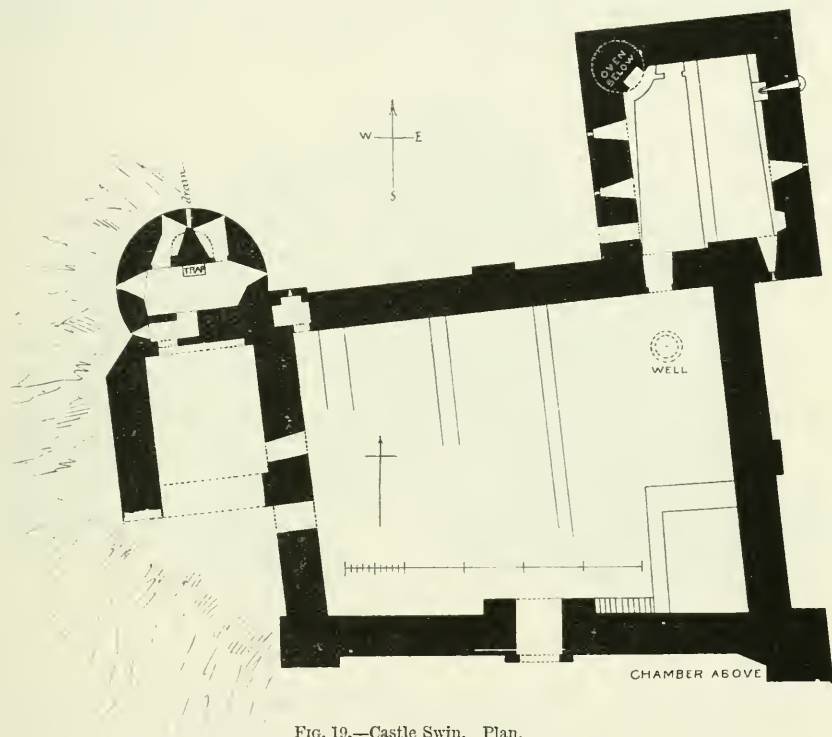 OVEN
BELOW
W E
S
drain
TRAP
WELL
CHAMBER ABOVE
FIG. 19.—Castle Swin. Plan.